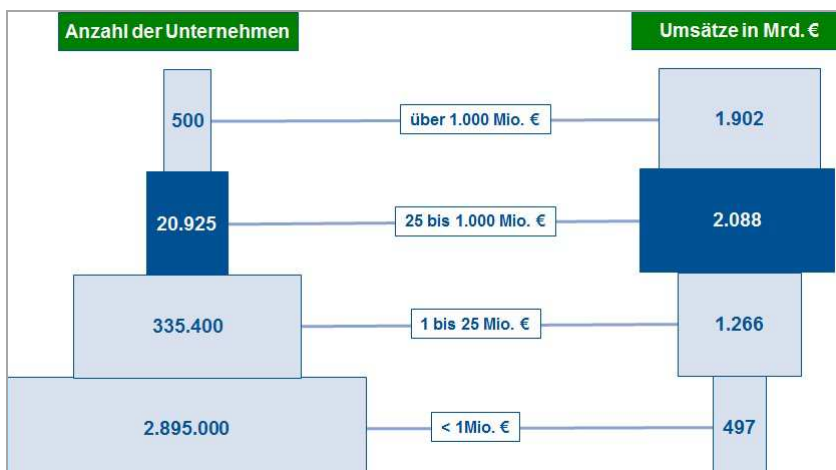 Anzahl der Unternehmen
Umsätze in Mrd. €
500
über 1.000 Mio. €
1.902
20.925
25 bis 1.000 Mio. €
2.088
335.400
1 bis 25 Mio. €
1.266
2.895.000
< 1Mio. €
497